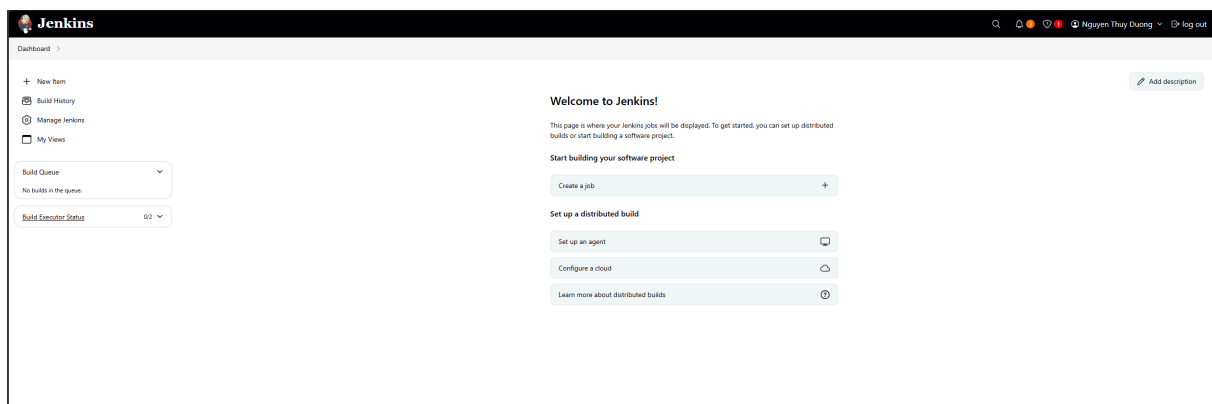 Jenkins
3
1
Nguyen Thuy Duong
log out
Dashboard
New Item
Build History
Manage Jenkins
My Views
Build Queue
No builds in the queue.
Build Executor Status
0/2
Add description
Welcome to Jenkins!
This page is where your Jenkins jobs will be displayed. To get started, you can set up distributed
builds or start building a software project.
Start building your software project
Create a job
Set up a distributed build
Set up an agent
Configure a cloud
Learn more about distributed builds